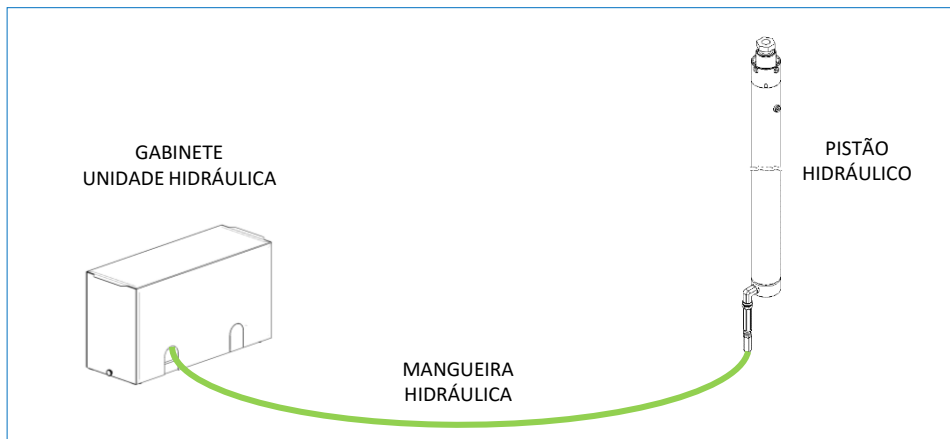 GABINETE
UNIDADE HIDRÁULICA
PISTÃO
HIDRÁULICO
MANGUEIRA
HIDRÁULICA